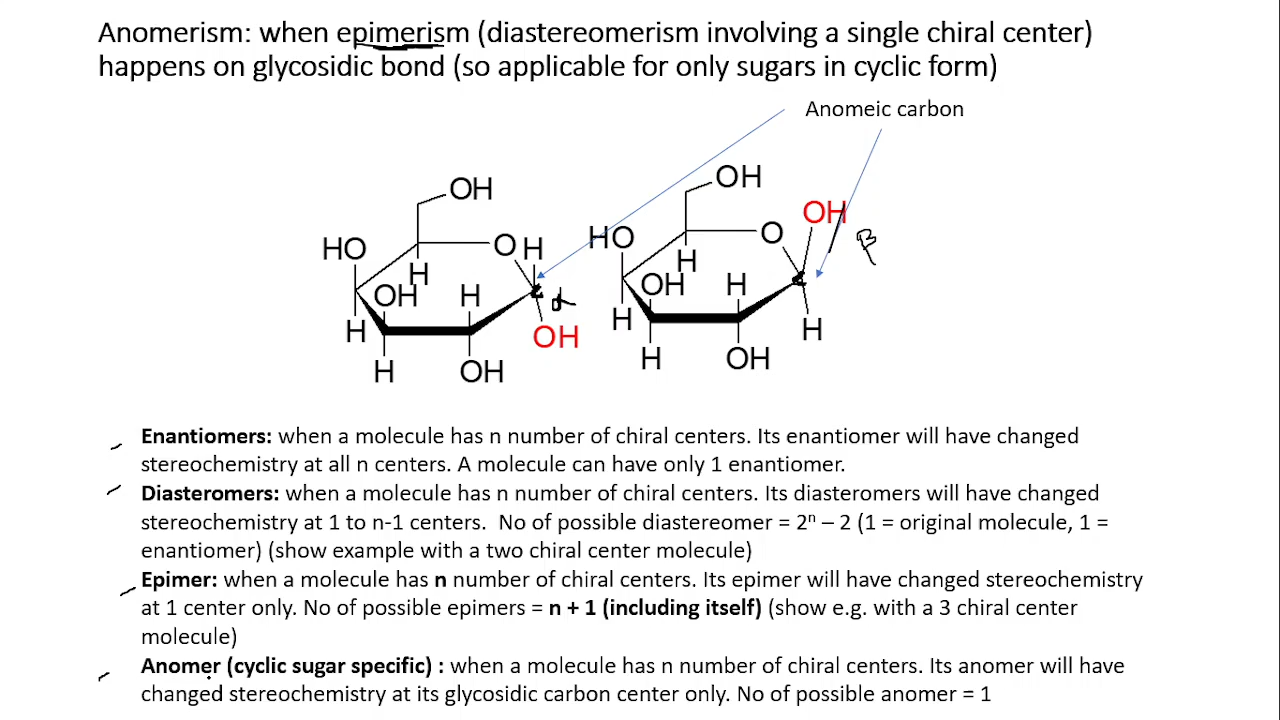 Anomerism: when epimerism (diastereomerism involving a single chiral center)
happens on glycosidic bond (so applicable for only sugars in cyclic form)
Anomeic carbon
OH
HO
O
H
H
OH
H
H
H
OH
OH
α
OH
HO
O
OH
β
H
OH
H
H
H
OH
H
Enantiomers: when a molecule has n number of chiral centers. Its enantiomer will have changed
stereochemistry at all n centers. A molecule can have only 1 enantiomer.
Diasteromers: when a molecule has n number of chiral centers. Its diasteromers will have changed
stereochemistry at 1 to n-1 centers. No of possible diastereomer = 2ⁿ – 2 (1 = original molecule, 1 =
enantiomer) (show example with a two chiral center molecule)
Epimer: when a molecule has n number of chiral centers. Its epimer will have changed stereochemistry
at 1 center only. No of possible epimers = n + 1 (including itself) (show e.g. with a 3 chiral center
molecule)
Anomer (cyclic sugar specific) : when a molecule has n number of chiral centers. Its anomer will have
changed stereochemistry at its glycosidic carbon center only. No of possible anomer = 1